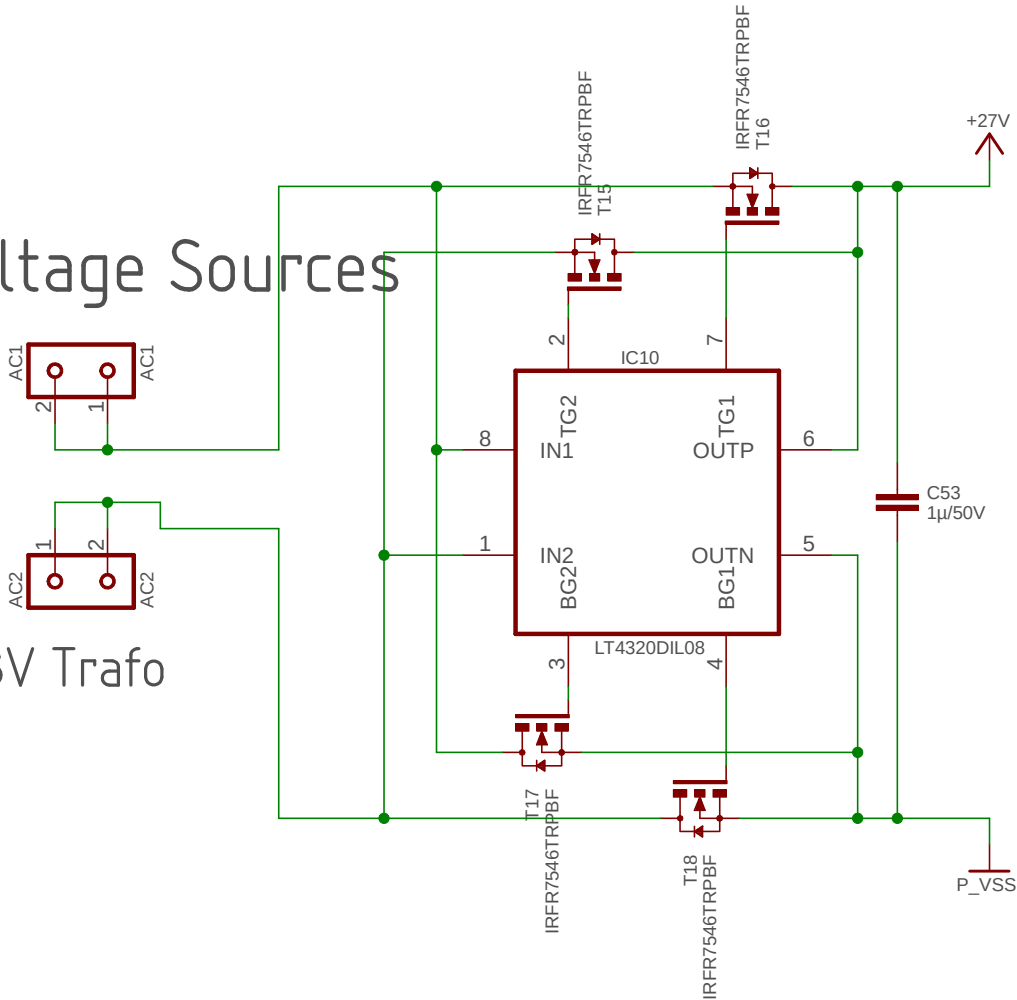 IRFR7546TRPBF
T16
IRFR7546TRPBF
T15
+27V
ltage Sources
AC1
AC1
2
1
2
7
IC10
TG2
TG1
8
IN1
OUTP
6
C53
1µ/50V
1
IN2
OUTN
5
BG2
BG1
1
2
AC2
AC2
LT4320DIL08
3
4
V Trafo
T17
IRFR7546TRPBF
T18
IRFR7546TRPBF
P_VSS